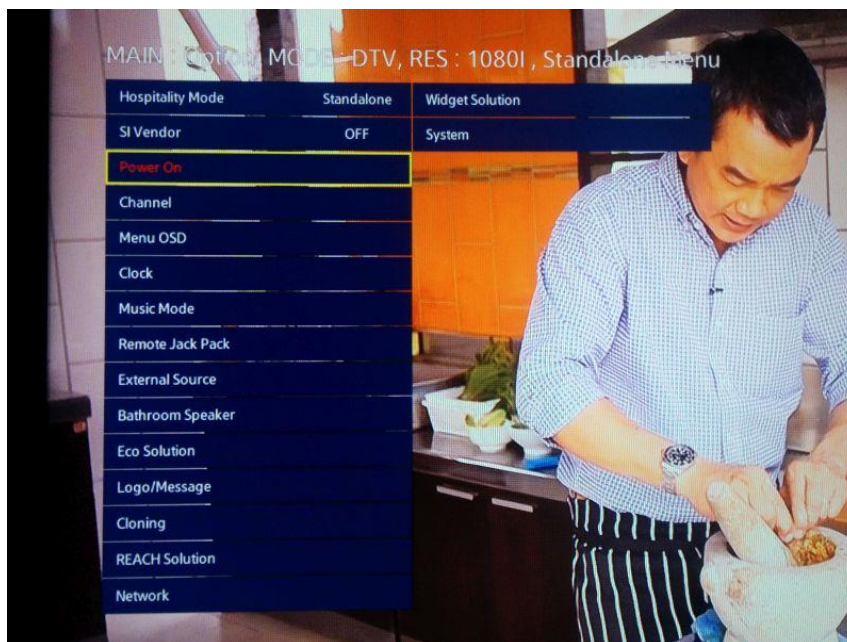 MAIN : Option, MODE : DTV, RES : 1080I , Standalone Menu
Hospitality Mode Standalone Widget Solution
SI Vendor OFF System
Power On
Channel
Menu OSD
Clock
Music Mode
Remote Jack Pack
External Source
Bathroom Speaker
Eco Solution
Logo/Message
Cloning
REACH Solution
Network